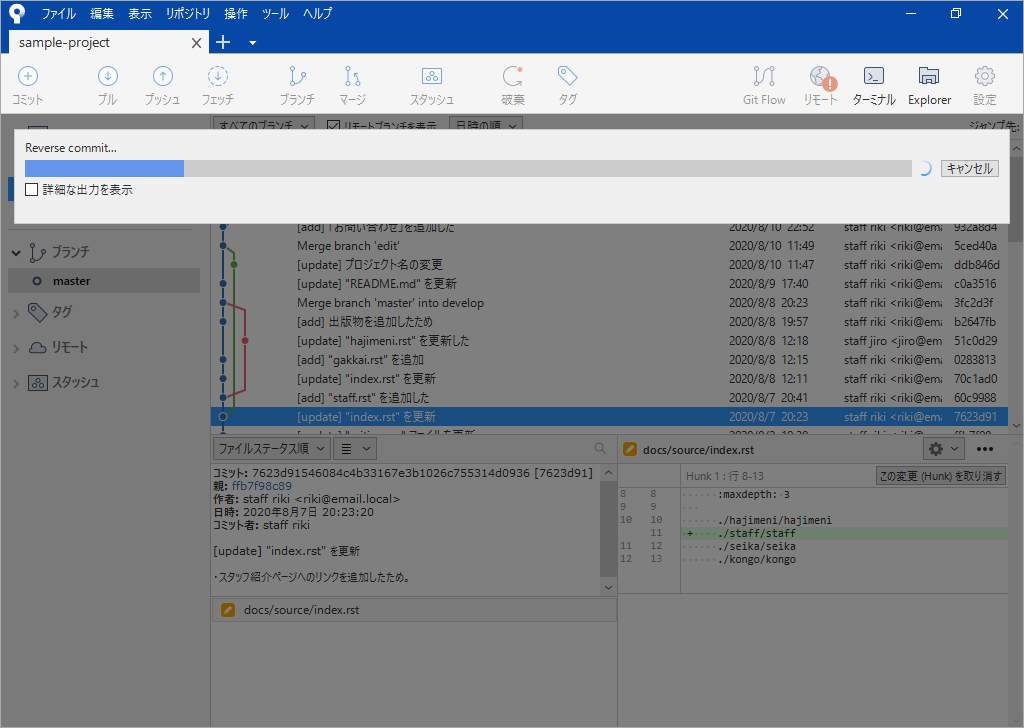 ファイル 編集 表示 リポジトリ 操作 ツール ヘルプ
sample-project
コミット プル プッシュ フェッチ ブランチ マージ スタッシュ 破棄 タグ Git Flow リモート ターミナル Explorer 設定
すべてのブランチ リモートブランチを表示 日時の順 ジャンプ先:
Reverse commit...
キャンセル
詳細な出力を表示
[add] 「お問い合わせ」を追加した 2020/8/10 22:52 staff riki <riki@ema 932a8d4
Merge branch 'edit' 2020/8/10 11:49 staff riki <riki@ema 5ced40a
[update] プロジェクト名の変更 2020/8/10 11:47 staff riki <riki@ema ddb846d
[update] "README.md" を更新 2020/8/9 17:40 staff riki <riki@ema c0a3516
Merge branch 'master' into develop 2020/8/8 20:23 staff riki <riki@ema 3fc2d3f
[add] 出版物を追加したため 2020/8/8 19:57 staff riki <riki@ema b2647fb
[update] "hajimeni.rst" を更新した 2020/8/8 12:18 staff jiro <jiro@ema 51c0d29
[add] "gakkai.rst" を追加 2020/8/8 12:15 staff riki <riki@ema 0283813
[update] "index.rst" を更新 2020/8/8 12:11 staff riki <riki@ema 70c1ad0
[add] "staff.rst" を追加した 2020/8/7 20:41 staff riki <riki@ema 60c9988
[update] "index.rst" を更新 2020/8/7 20:23 staff riki <riki@ema 7623d91
ブランチ
master
タグ
リモート
スタッシュ
ファイルステータス順
コミット: 7623d91546084c4b33167e3b1026c755314d0936 [7623d91]
親: ffb7f98c89
作者: staff riki <riki@email.local>
日時: 2020年8月7日 20:23:20
コミット者: staff riki
[update] "index.rst" を更新
・スタッフ紹介ページへのリンクを追加したため。
docs/source/index.rst
docs/source/index.rst
Hunk 1 : 行 8-13 この変更 (Hunk) を取り消す
8 8 ······:maxdepth:·3
9 9 ···
10 10 ······./hajimeni/hajimeni
11 +······./staff/staff
11 12 ······./seika/seika
12 13 ······./kongo/kongo